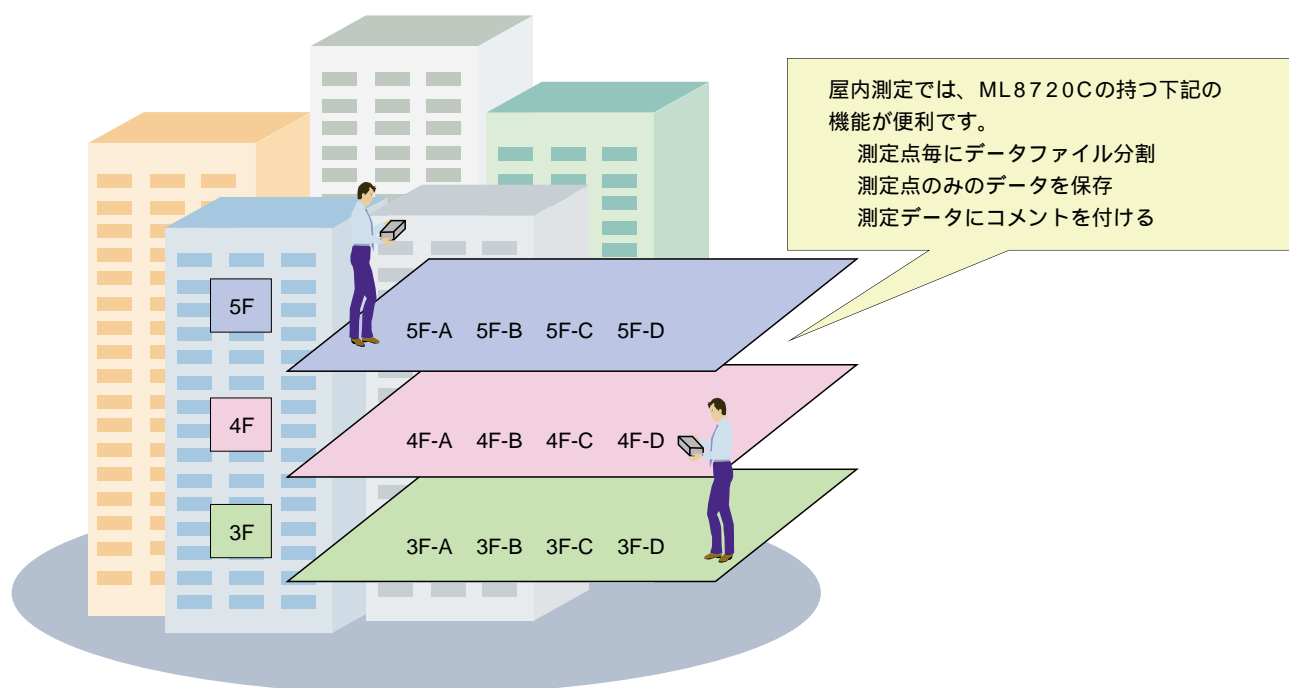 屋内測定では、ML8720Cの持つ下記の
機能が便利です。
測定点毎にデータファイル分割
測定点のみのデータを保存
測定データにコメントを付ける
5F
5F-A 5F-B 5F-C 5F-D
4F
4F-A 4F-B 4F-C 4F-D
3F
3F-A 3F-B 3F-C 3F-D